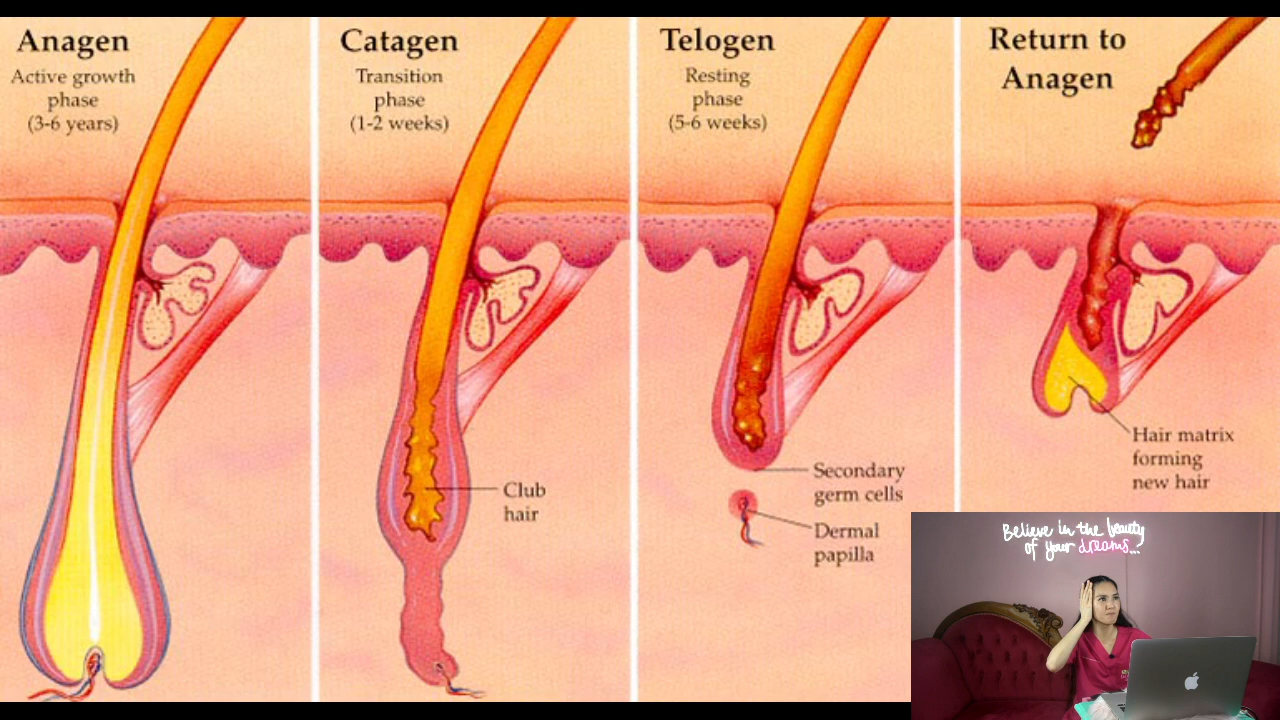 Anagen
Active growth
phase
(3-6 years)
Catagen
Transition
phase
(1-2 weeks)
Club
hair
Telogen
Resting
phase
(5-6 weeks)
Secondary
germ cells
Dermal
papilla
Return to
Anagen
Hair matrix
forming
new hair
Believe in the beauty
of your dreams...